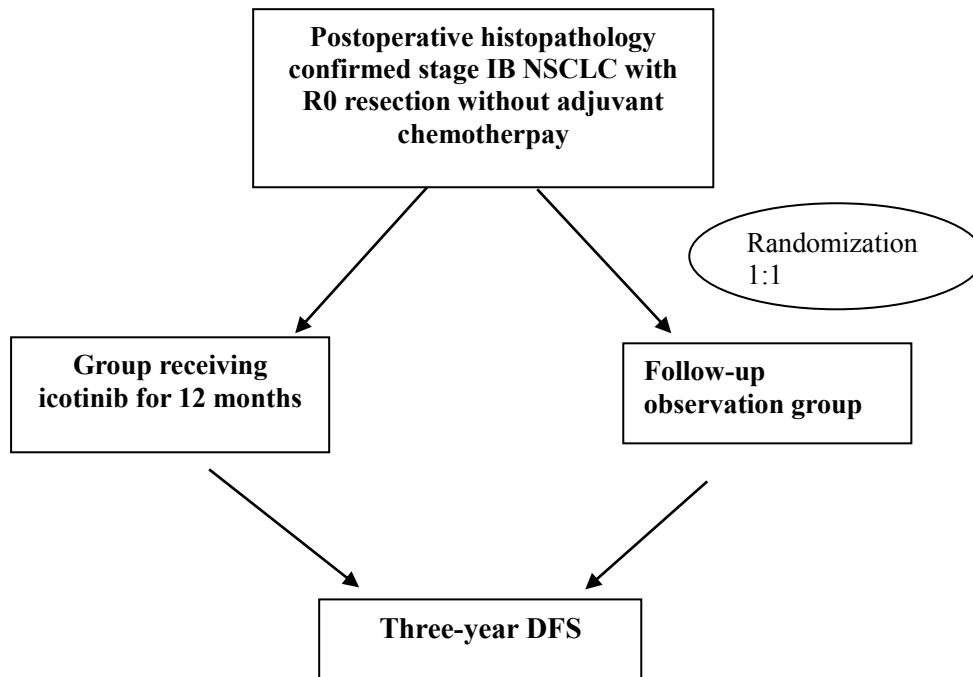 Postoperative histopathology
confirmed stage IB NSCLC with
R0 resection without adjuvant
chemotherpay
Randomization
1:1
Group receiving
icotinib for 12 months
Follow-up
observation group
Three-year DFS